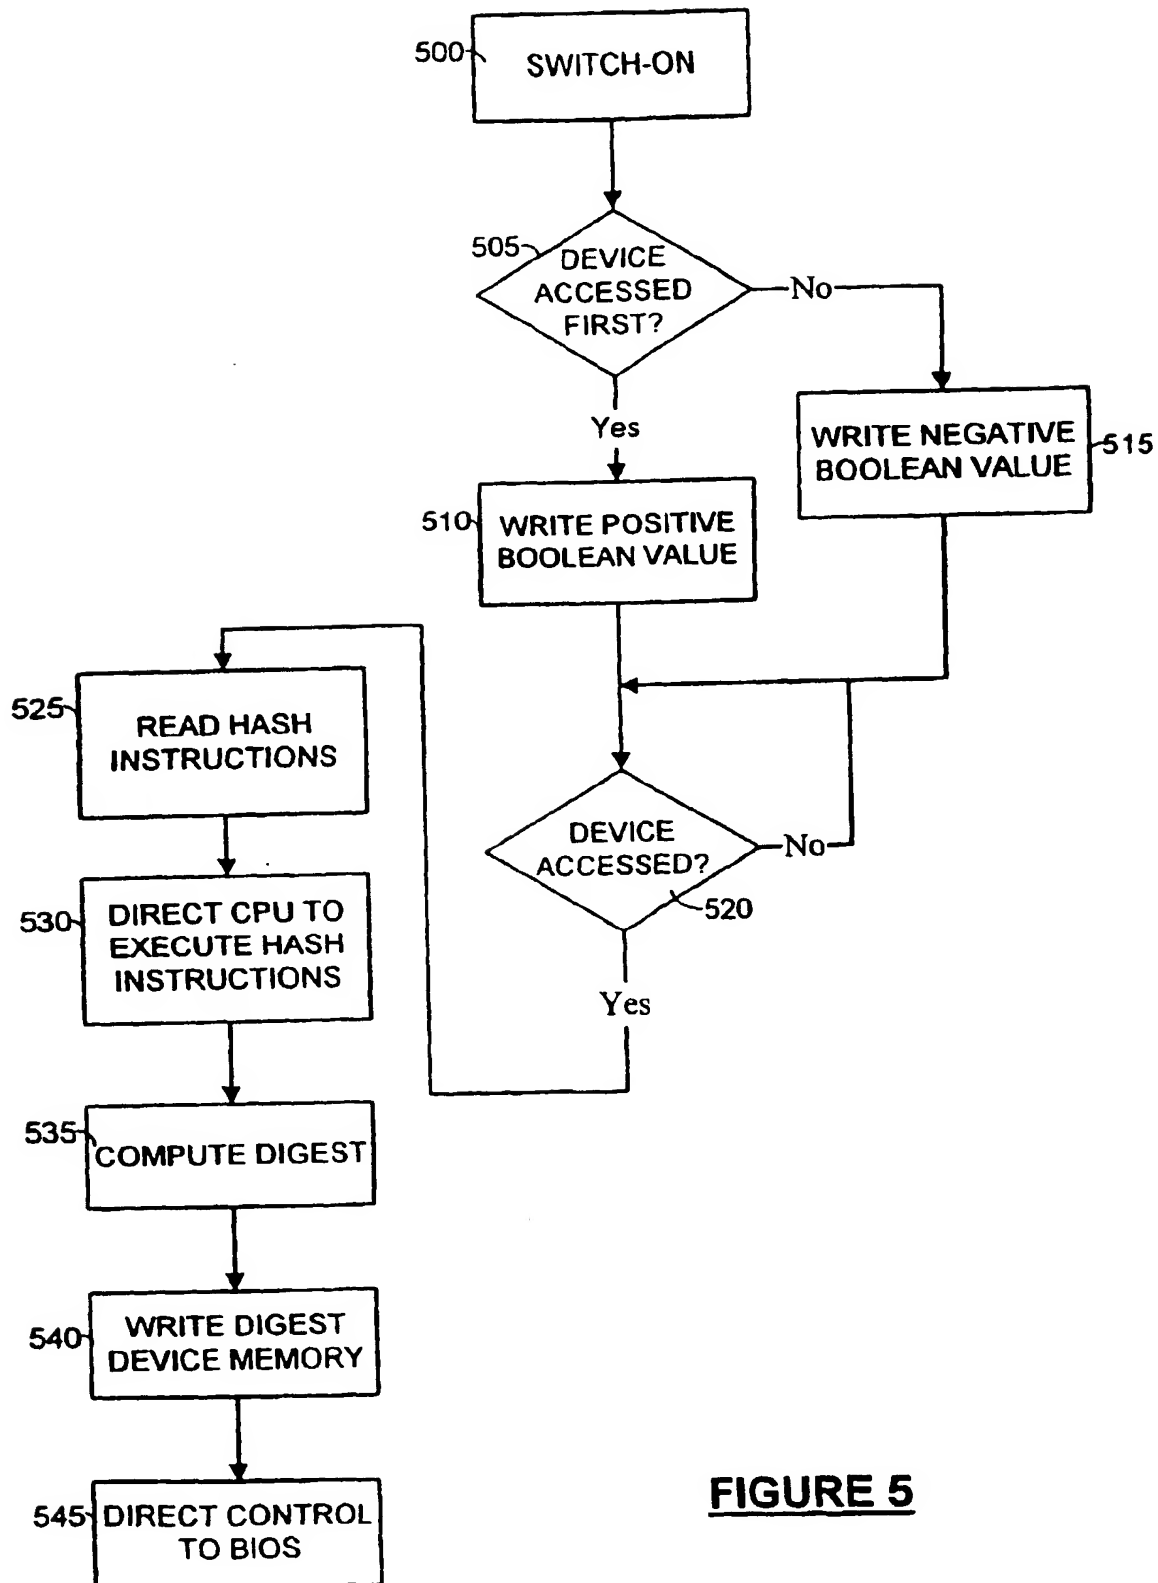 500
SWITCH-ON
505
DEVICE
ACCESSED
FIRST?
No
Yes
WRITE NEGATIVE
BOOLEAN VALUE
515
510
WRITE POSITIVE
BOOLEAN VALUE
525
READ HASH
INSTRUCTIONS
DEVICE
ACCESSED?
No
520
Yes
530
DIRECT CPU TO
EXECUTE HASH
INSTRUCTIONS
535
COMPUTE DIGEST
540
WRITE DIGEST
DEVICE MEMORY
545
DIRECT CONTROL
TO BIOS
FIGURE 5